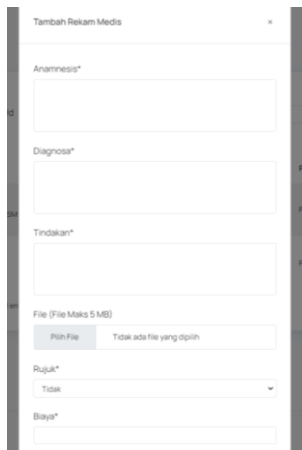 Tambah Rekam Medis ×
Anamnesis*
Diagnosa*
Tindakan*
File (File Maks 5 MB)
Pilih File Tidak ada file yang dipilih
Rujuk*
Tidak
Biaya*